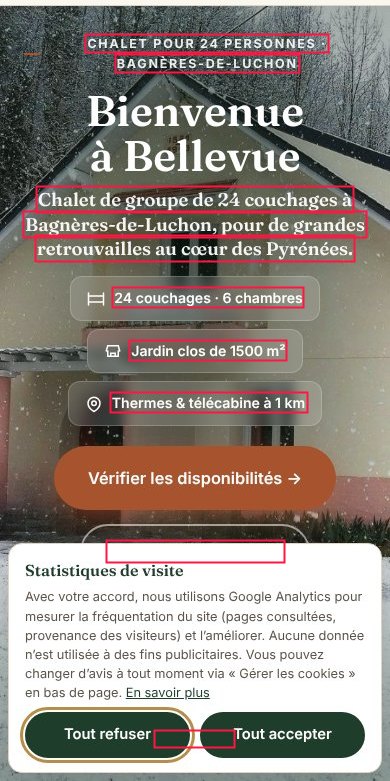 CHALET POUR 24 PERSONNES ·
BAGNÈRES-DE-LUCHON
Bienvenue
à Bellevue
Chalet de groupe de 24 couchages à
Bagnères-de-Luchon, pour de grandes
retrouvailles au cœur des Pyrénées.
24 couchages · 6 chambres
Jardin clos de 1500 m²
Thermes & télécabine à 1 km
Vérifier les disponibilités →
Statistiques de visite
Avec votre accord, nous utilisons Google Analytics pour
mesurer la fréquentation du site (pages consultées,
provenance des visiteurs) et l’améliorer. Aucune donnée
n’est utilisée à des fins publicitaires. Vous pouvez
changer d’avis à tout moment via « Gérer les cookies »
en bas de page. En savoir plus
Tout refuser
Tout accepter